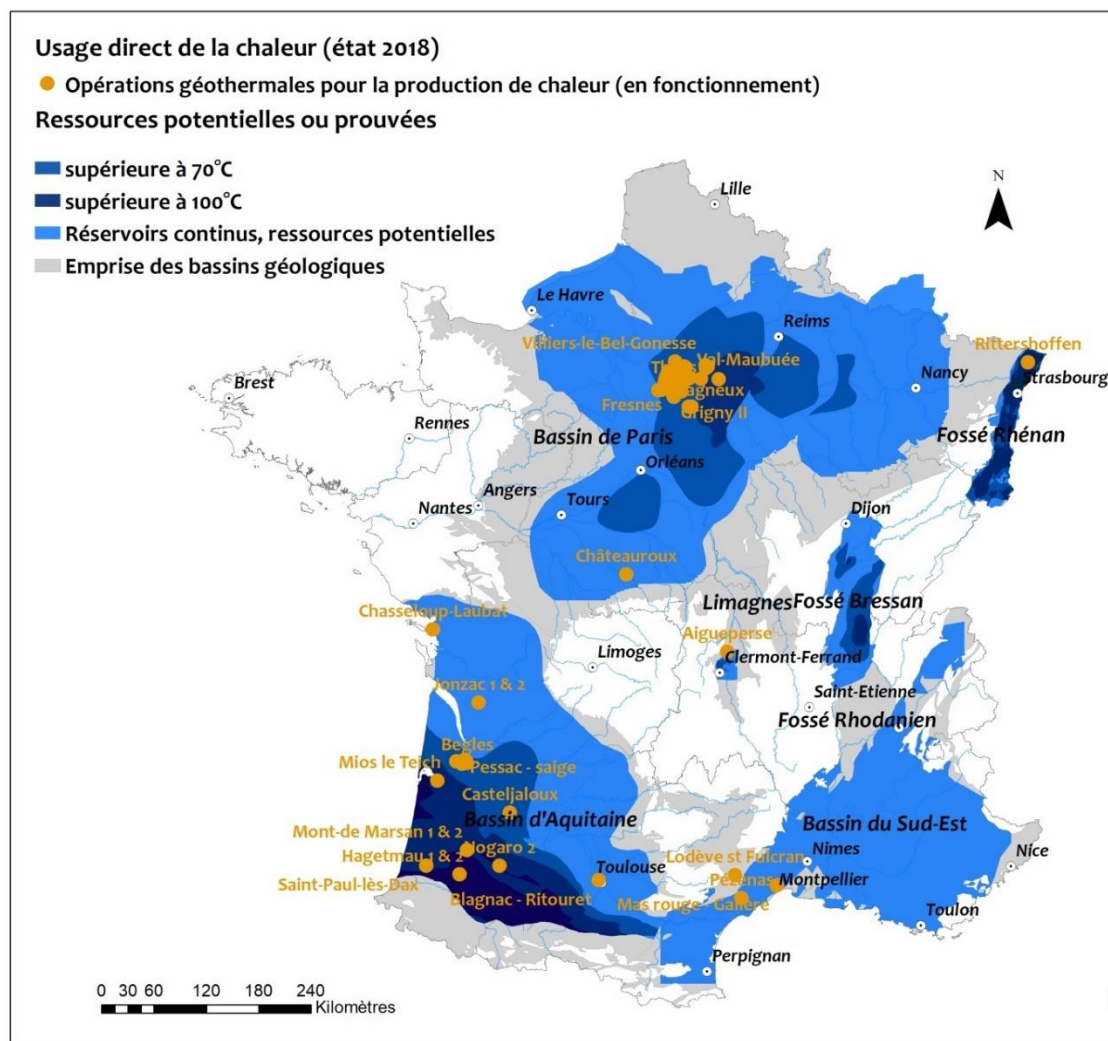 Usage direct de la chaleur (état 2018)
Opérations géothermales pour la production de chaleur (en fonctionnement)
Ressources potentielles ou prouvées
supérieure à 70°C
supérieure à 100°C
Réservoirs continus, ressources potentielles
Emprise des bassins géologiques
N
Lille
Le Havre
Reims
Villiers-le-Bel-Gonesse
Val-Maubuée
Rittershoffen
Strasbourg
Nancy
Brest
Fresnes
Grigny II
Rennes
Bassin de Paris
Fossé Rhénan
Orléans
Angers
Tours
Nantes
Dijon
Châteauroux
Limagnes
Fossé Bressan
Chasseloup-Laubat
Aigueperse
Clermont-Ferrand
Limoges
Jonzac 1 & 2
Saint-Etienne
Fossé Rhodanien
Begles
Mios le Teich
Pessac - saige
Casteljaloux
Bassin d'Aquitaine
Bassin du Sud-Est
Mont-de Marsan 1 & 2
Nogaro 2
Nimes
Nice
Hagetmau 1 & 2
Toulouse
Lodève st Fulcran
Saint-Paul-lès-Dax
Pézenas
Montpellier
Blagnac - Ritouret
Mas rouge - Galiere
Toulon
Perpignan
0 30 60 120 180 240
Kilomètres